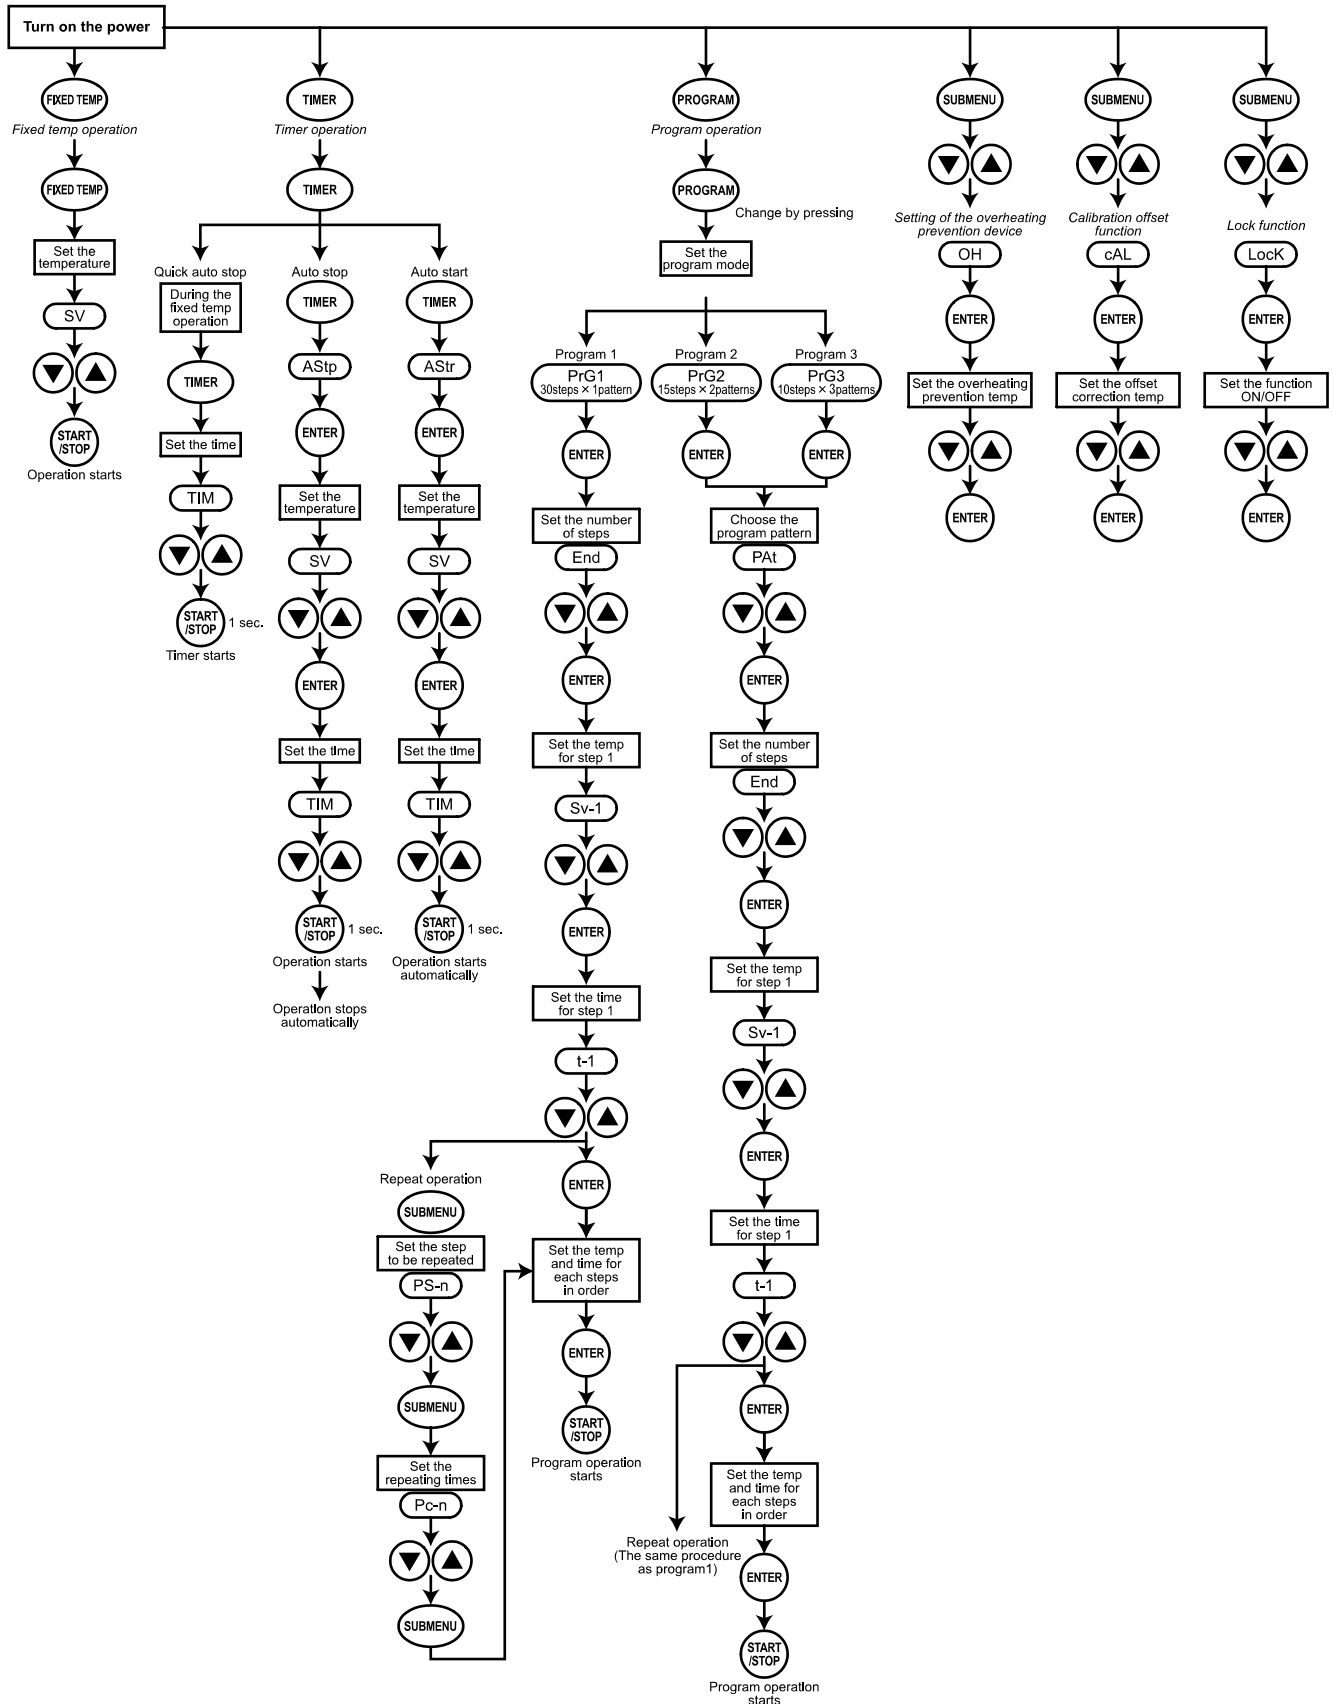 Turn on the power
FIXED TEMP
Fixed temp operation
FIXED TEMP
Set the
temperature
SV
START
/STOP
Operation starts
TIMER
Timer operation
TIMER
Quick auto stop
During the
fixed temp
operation
TIMER
Set the time
TIM
START
/STOP
1 sec.
Timer starts
Auto stop
TIMER
AStp
ENTER
Set the
temperature
SV
ENTER
Set the time
TIM
START
/STOP
1 sec.
Operation starts
Operation stops
automatically
Auto start
TIMER
AStr
ENTER
Set the
temperature
SV
ENTER
Set the time
TIM
START
/STOP
1 sec.
Operation starts
automatically
PROGRAM
Program operation
PROGRAM
Change by pressing
Set the
program mode
Program 1
PrG1
30steps × 1pattern
ENTER
Set the number
of steps
End
ENTER
Set the temp
for step 1
Sv-1
ENTER
Set the time
for step 1
t-1
ENTER
Set the temp
and time for
each steps
in order
ENTER
START
/STOP
Program operation
starts
Repeat operation
SUBMENU
Set the step
to be repeated
PS-n
SUBMENU
Set the
repeating times
Pc-n
SUBMENU
Program 2
PrG2
15steps × 2patterns
ENTER
Program 3
PrG3
10steps × 3patterns
ENTER
Choose the
program pattern
PAt
ENTER
Set the number
of steps
End
ENTER
Set the temp
for step 1
Sv-1
ENTER
Set the time
for step 1
t-1
ENTER
Set the temp
and time for
each steps
in order
ENTER
START
/STOP
Program operation
starts
Repeat operation
(The same procedure
as program1)
SUBMENU
Setting of the overheating
prevention device
OH
ENTER
Set the overheating
prevention temp
ENTER
SUBMENU
Calibration offset
function
cAL
ENTER
Set the offset
correction temp
ENTER
SUBMENU
Lock function
LocK
ENTER
Set the function
ON/OFF
ENTER